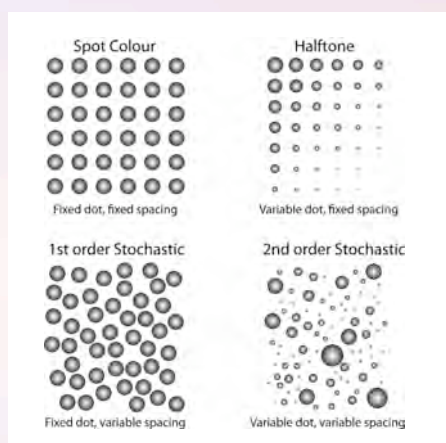 Spot Colour
Halftone
Fixed dot, fixed spacing
Variable dot, fixed spacing
1st order Stochastic
2nd order Stochastic
Fixed dot, variable spacing
Variable dot, variable spacing